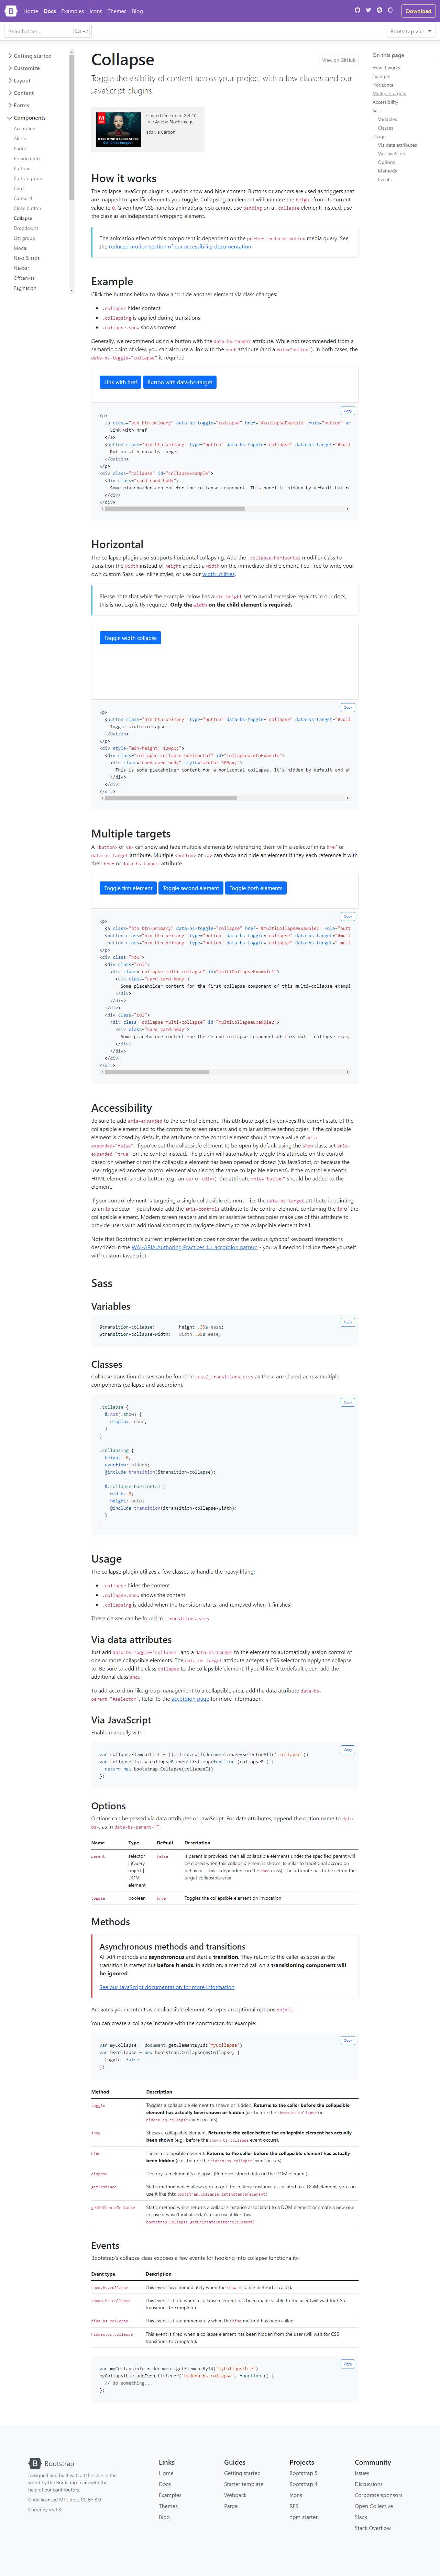 Home Docs Examples Icons Themes Blog
Download
Search docs... Ctrl + /
Bootstrap v5.1
Getting started
Customize
Layout
Content
Forms
Components
Accordion
Alerts
Badge
Breadcrumb
Buttons
Button group
Card
Carousel
Close button
Collapse
Dropdowns
List group
Modal
Navs & tabs
Navbar
Offcanvas
Pagination
Collapse
View on GitHub
Toggle the visibility of content across your project with a few classes and our
JavaScript plugins.
Limited time offer: Get 10
free Adobe Stock images.
ads via Carbon
On this page
How it works
Example
Horizontal
Multiple targets
Accessibility
Sass
Variables
Classes
Usage
Via data attributes
Via JavaScript
Options
Methods
Events
How it works
The collapse JavaScript plugin is used to show and hide content. Buttons or anchors are used as triggers that
are mapped to specific elements you toggle. Collapsing an element will animate the height from its current
value to 0. Given how CSS handles animations, you cannot use padding on a .collapse element. Instead, use
the class as an independent wrapping element.
The animation effect of this component is dependent on the prefers-reduced-motion media query. See
the reduced motion section of our accessibility documentation.
Example
Click the buttons below to show and hide another element via class changes:
.collapse hides content
.collapsing is applied during transitions
.collapse.show shows content
Generally, we recommend using a button with the data-bs-target attribute. While not recommended from a
semantic point of view, you can also use a link with the href attribute (and a role="button"). In both cases, the
data-bs-toggle="collapse" is required.
Link with href Button with data-bs-target
Copy
<p>
<a class="btn btn-primary" data-bs-toggle="collapse" href="#collapseExample" role="button" ar
Link with href
</a>
<button class="btn btn-primary" type="button" data-bs-toggle="collapse" data-bs-target="#coll
Button with data-bs-target
</button>
</p>
<div class="collapse" id="collapseExample">
<div class="card card-body">
Some placeholder content for the collapse component. This panel is hidden by default but re
</div>
</div>
Horizontal
The collapse plugin also supports horizontal collapsing. Add the .collapse-horizontal modifier class to
transition the width instead of height and set a width on the immediate child element. Feel free to write your
own custom Sass, use inline styles, or use our width utilities.
Please note that while the example below has a min-height set to avoid excessive repaints in our docs,
this is not explicitly required. Only the width on the child element is required.
Toggle width collapse
Copy
<p>
<button class="btn btn-primary" type="button" data-bs-toggle="collapse" data-bs-target="#coll
Toggle width collapse
</button>
</p>
<div style="min-height: 120px;">
<div class="collapse collapse-horizontal" id="collapseWidthExample">
<div class="card card-body" style="width: 300px;">
This is some placeholder content for a horizontal collapse. It's hidden by default and sh
</div>
</div>
</div>
Multiple targets
A <button> or <a> can show and hide multiple elements by referencing them with a selector in its href or
data-bs-target attribute. Multiple <button> or <a> can show and hide an element if they each reference it with
their href or data-bs-target attribute
Toggle first element Toggle second element Toggle both elements
Copy
<p>
<a class="btn btn-primary" data-bs-toggle="collapse" href="#multiCollapseExample1" role="butt
<button class="btn btn-primary" type="button" data-bs-toggle="collapse" data-bs-target="#mult
<button class="btn btn-primary" type="button" data-bs-toggle="collapse" data-bs-target=".mult
</p>
<div class="row">
<div class="col">
<div class="collapse multi-collapse" id="multiCollapseExample1">
<div class="card card-body">
Some placeholder content for the first collapse component of this multi-collapse examp
</div>
</div>
</div>
<div class="col">
<div class="collapse multi-collapse" id="multiCollapseExample2">
<div class="card card-body">
Some placeholder content for the second collapse component of this multi-collapse examp
</div>
</div>
</div>
</div>
Accessibility
Be sure to add aria-expanded to the control element. This attribute explicitly conveys the current state of the
collapsible element tied to the control to screen readers and similar assistive technologies. If the collapsible
element is closed by default, the attribute on the control element should have a value of aria-
expanded="false". If you've set the collapsible element to be open by default using the show class, set aria-
expanded="true" on the control instead. The plugin will automatically toggle this attribute on the control
based on whether or not the collapsible element has been opened or closed (via JavaScript, or because the
user triggered another control element also tied to the same collapsible element). If the control element's
HTML element is not a button (e.g., an <a> or <div>), the attribute role="button" should be added to the
element.
If your control element is targeting a single collapsible element – i.e. the data-bs-target attribute is pointing
to an id selector – you should add the aria-controls attribute to the control element, containing the id of the
collapsible element. Modern screen readers and similar assistive technologies make use of this attribute to
provide users with additional shortcuts to navigate directly to the collapsible element itself.
Note that Bootstrap's current implementation does not cover the various optional keyboard interactions
described in the WAI-ARIA Authoring Practices 1.1 accordion pattern - you will need to include these yourself
with custom JavaScript.
Sass
Variables
Copy
$transition-collapse: height .35s ease;
$transition-collapse-width: width .35s ease;
Classes
Collapse transition classes can be found in scss/_transitions.scss as these are shared across multiple
components (collapse and accordion).
Copy
.collapse {
&:not(.show) {
display: none;
}
}
.collapsing {
height: 0;
overflow: hidden;
@include transition($transition-collapse);
&.collapse-horizontal {
width: 0;
height: auto;
@include transition($transition-collapse-width);
}
}
Usage
The collapse plugin utilizes a few classes to handle the heavy lifting:
.collapse hides the content
.collapse.show shows the content
.collapsing is added when the transition starts, and removed when it finishes
These classes can be found in _transitions.scss.
Via data attributes
Just add data-bs-toggle="collapse" and a data-bs-target to the element to automatically assign control of
one or more collapsible elements. The data-bs-target attribute accepts a CSS selector to apply the collapse
to. Be sure to add the class collapse to the collapsible element. If you'd like it to default open, add the
additional class show.
To add accordion-like group management to a collapsible area, add the data attribute data-bs-
parent="#selector". Refer to the accordion page for more information.
Via JavaScript
Enable manually with:
Copy
var collapseElementList = [].slice.call(document.querySelectorAll('.collapse'))
var collapseList = collapseElementList.map(function (collapseEl) {
return new bootstrap.Collapse(collapseEl)
})
Options
Options can be passed via data attributes or JavaScript. For data attributes, append the option name to data-
bs-, as in data-bs-parent="".
Name Type Default Description
parent selector | jQuery object | DOM element false If parent is provided, then all collapsible elements under the specified parent will
be closed when this collapsible item is shown. (similar to traditional accordion
behavior - this is dependent on the card class). The attribute has to be set on the
target collapsible area.
toggle boolean true Toggles the collapsible element on invocation
Methods
Asynchronous methods and transitions
All API methods are asynchronous and start a transition. They return to the caller as soon as the
transition is started but before it ends. In addition, a method call on a transitioning component will
be ignored.
See our JavaScript documentation for more information.
Activates your content as a collapsible element. Accepts an optional options object.
You can create a collapse instance with the constructor, for example:
Copy
var myCollapse = document.getElementById('myCollapse')
var bsCollapse = new bootstrap.Collapse(myCollapse, {
toggle: false
})
Method Description
toggle Toggles a collapsible element to shown or hidden. Returns to the caller before the collapsible
element has actually been shown or hidden (i.e. before the shown.bs.collapse or
hidden.bs.collapse event occurs).
show Shows a collapsible element. Returns to the caller before the collapsible element has actually
been shown (e.g., before the shown.bs.collapse event occurs).
hide Hides a collapsible element. Returns to the caller before the collapsible element has actually been
hidden (e.g., before the hidden.bs.collapse event occurs).
dispose Destroys an element's collapse. (Removes stored data on the DOM element)
getInstance Static method which allows you to get the collapse instance associated to a DOM element, you can
use it like this: bootstrap.Collapse.getInstance(element)
getOrCreateInstance Static method which returns a collapse instance associated to a DOM element or create a new one
in case it wasn't initialized. You can use it like this:
bootstrap.Collapse.getOrCreateInstance(element)
Events
Bootstrap's collapse class exposes a few events for hooking into collapse functionality.
Event type Description
show.bs.collapse This event fires immediately when the show instance method is called.
shown.bs.collapse This event is fired when a collapse element has been made visible to the user (will wait for CSS
transitions to complete).
hide.bs.collapse This event is fired immediately when the hide method has been called.
hidden.bs.collapse This event is fired when a collapse element has been hidden from the user (will wait for CSS
transitions to complete).
Copy
var myCollapsible = document.getElementById('myCollapsible')
myCollapsible.addEventListener('hidden.bs.collapse', function () {
// do something...
})
Bootstrap
Designed and built with all the love in the
world by the Bootstrap team with the
help of our contributors.
Code licensed MIT, docs CC BY 3.0.
Currently v5.1.3.
Links
Home
Docs
Examples
Themes
Blog
Guides
Getting started
Starter template
Webpack
Parcel
Projects
Bootstrap 5
Bootstrap 4
Icons
RFS
npm starter
Community
Issues
Discussions
Corporate sponsors
Open Collective
Slack
Stack Overflow